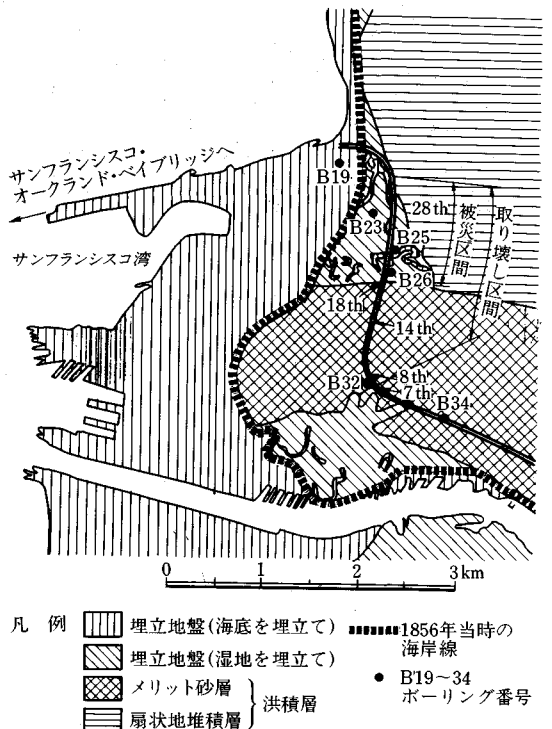 サンフランシスコ・
オークランド・ベイブリッジへ
サンフランシスコ湾
B19
B23
28th
B25
B26
18th
14th
8th
7th
B32
B34
被災区間
取り壊し区間
0 1 2 3 km
凡 例
埋立地盤(海底を埋立て)
埋立地盤(湿地を埋立て)
メリット砂層
扇状地堆積層
洪積層
1856年当時の
海岸線
B19～34
ボーリング番号